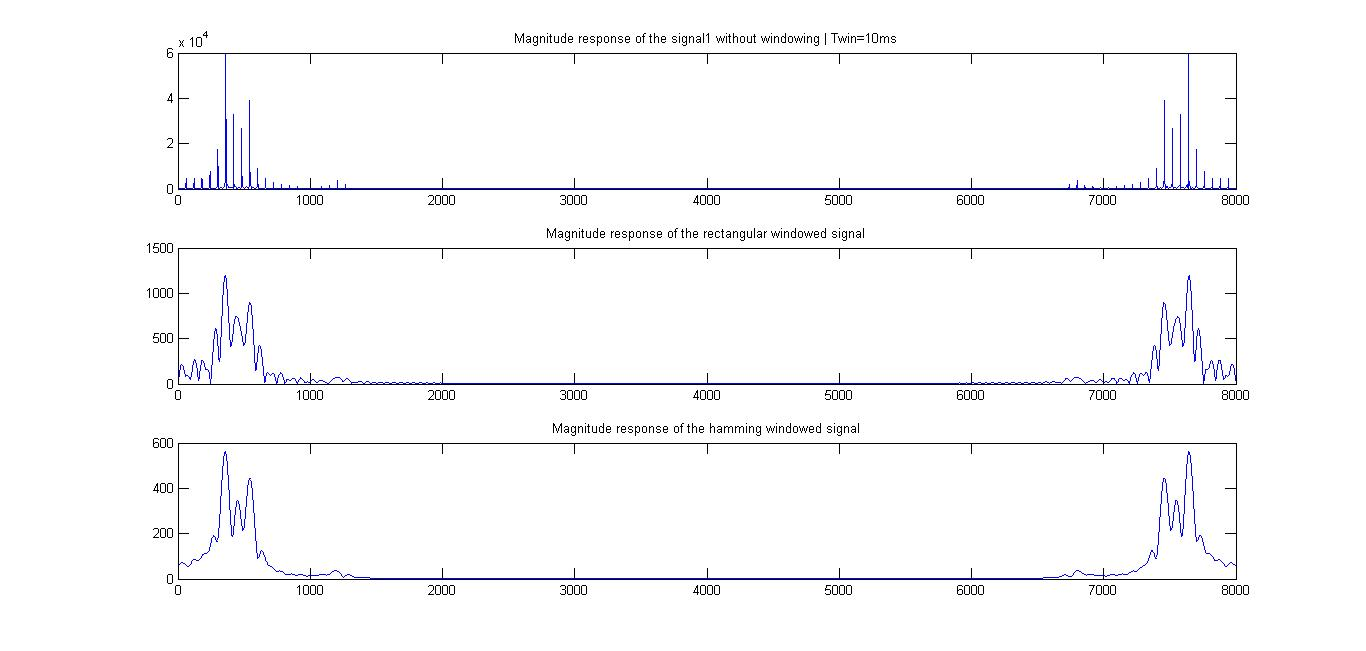 Magnitude response of the signal1 without windowing | Twin=10ms
x 10^4
6
4
2
0
0 1000 2000 3000 4000 5000 6000 7000 8000
Magnitude response of the rectangular windowed signal
1500
1000
500
0
0 1000 2000 3000 4000 5000 6000 7000 8000
Magnitude response of the hamming windowed signal
600
400
200
0
0 1000 2000 3000 4000 5000 6000 7000 8000